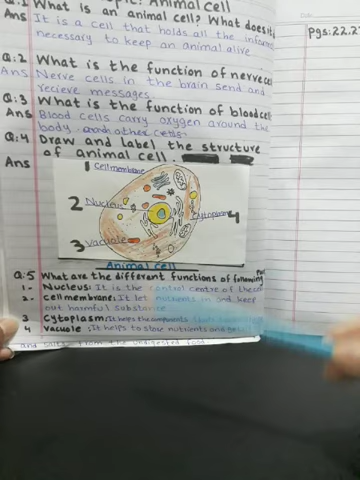 Q.1 What is an animal cell? What does it
It is a cell that holds all the
necessary to keep an animal alive
Q:2 What is the function of nerve cell
Ans Nerve cells in the brain send and
recieve messages
Q:3 What is the function of blood cell
Ans Blood cells carry oxygen around the
body.
Q:4 Draw and Label the structure
of animal cell.
Ans
1 Cell membrane
2 Nucleus
Cytoplasm 4
3 Vacuole
Animal cell
Q:5 What are the different functions of following
1- Nucleus: It is the control centre of the
2- Cell membrane: It let nutrients in and keep
out harmful substance
3 Cytoplasm: It helps the components
4 Vacuole : It helps to store nutrients and
and from the undigested food
Date
pgs: 22,2